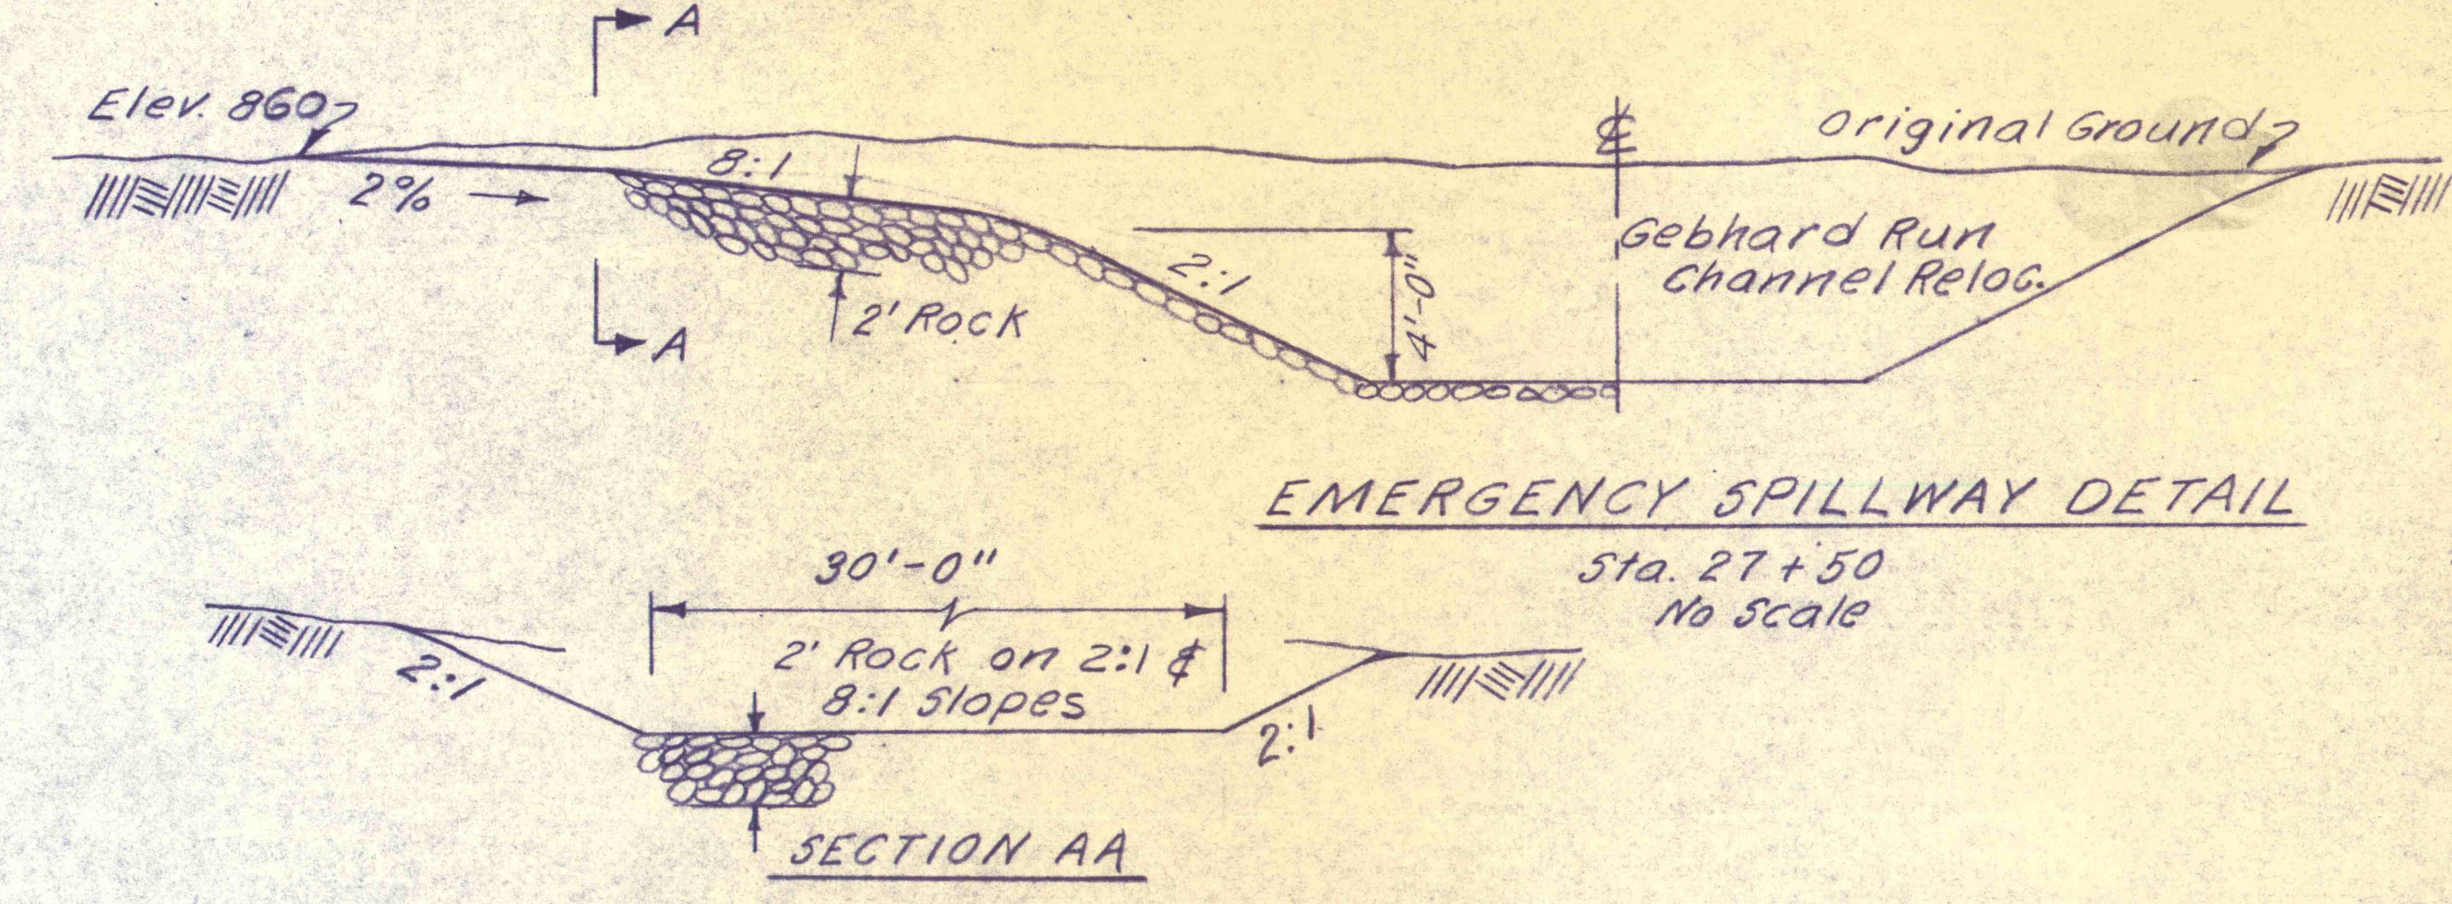 A
Elev. 860
Original Ground
℄
8:1
2%
Gebhard Run
Channel Reloc.
2:1
4'-0"
2' Rock
A
EMERGENCY SPILLWAY DETAIL
Sta. 27+50
No Scale
30'-0"
2' Rock on 2:1 &
8:1 Slopes
2:1
2:1
SECTION AA